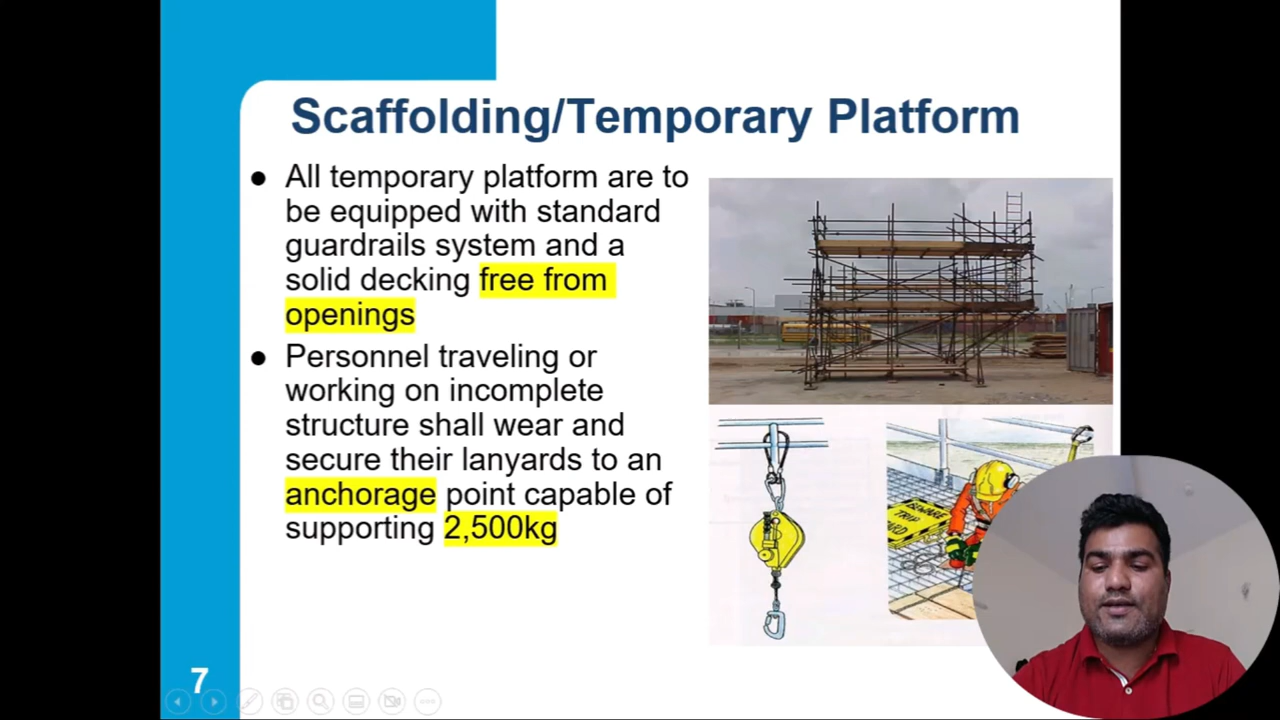 Scaffolding/Temporary Platform
● All temporary platform are to
be equipped with standard
guardrails system and a
solid decking free from
openings
● Personnel traveling or
working on incomplete
structure shall wear and
secure their lanyards to an
anchorage point capable of
supporting 2,500kg
BEWARE
TRIP
7